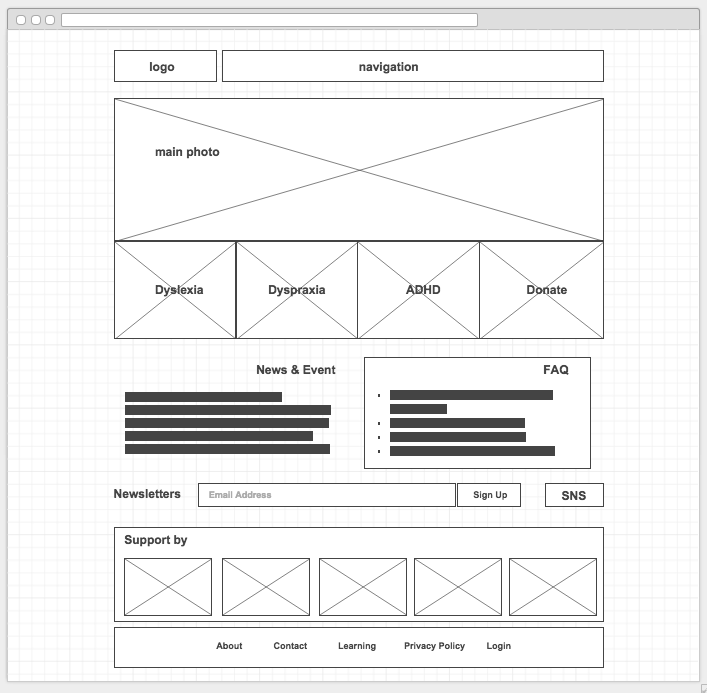 logo
navigation
main photo
Dyslexia
Dyspraxia
ADHD
Donate
News & Event
FAQ
Newsletters
Email Address
Sign Up
SNS
Support by
About
Contact
Learning
Privacy Policy
Login